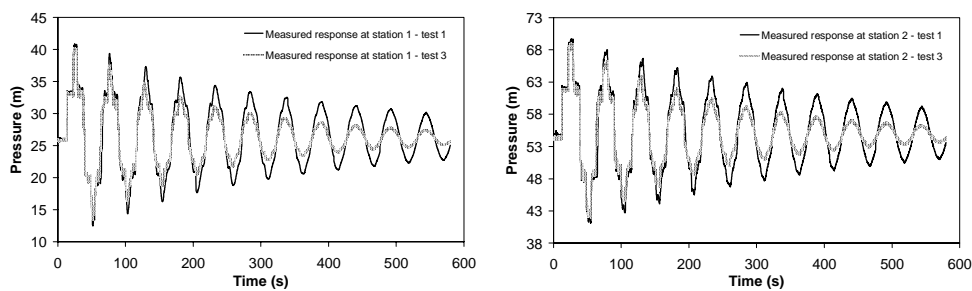 45
40
35
30
25
20
15
10
Pressure (m)
Measured response at station 1 - test 1
Measured response at station 1 - test 3
0 100 200 300 400 500 600
Time (s)
73
68
63
58
53
48
43
38
Pressure (m)
Measured response at station 2 - test 1
Measured response at station 2 - test 3
0 100 200 300 400 500 600
Time (s)